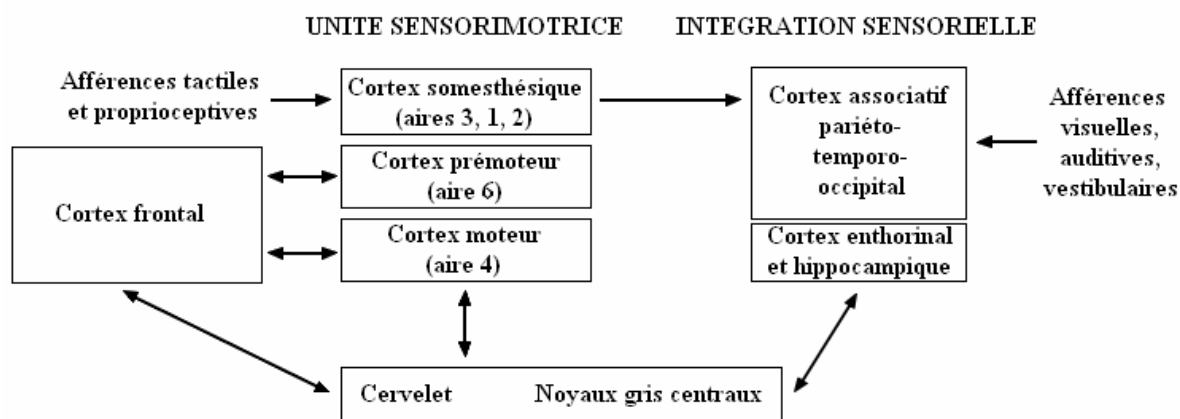 UNITE SENSORIMOTRICE
INTEGRATION SENSORIELLE
Afférences tactiles
et proprioceptives
Cortex somesthésique
(aires 3, 1, 2)
Cortex associatif
pariéto-
temporo-
occipital
Afférences
visuelles,
auditives,
vestibulaires
Cortex frontal
Cortex prémoteur
(aire 6)
Cortex moteur
(aire 4)
Cortex enthorinal
et hippocampique
Cervelet
Noyaux gris centraux